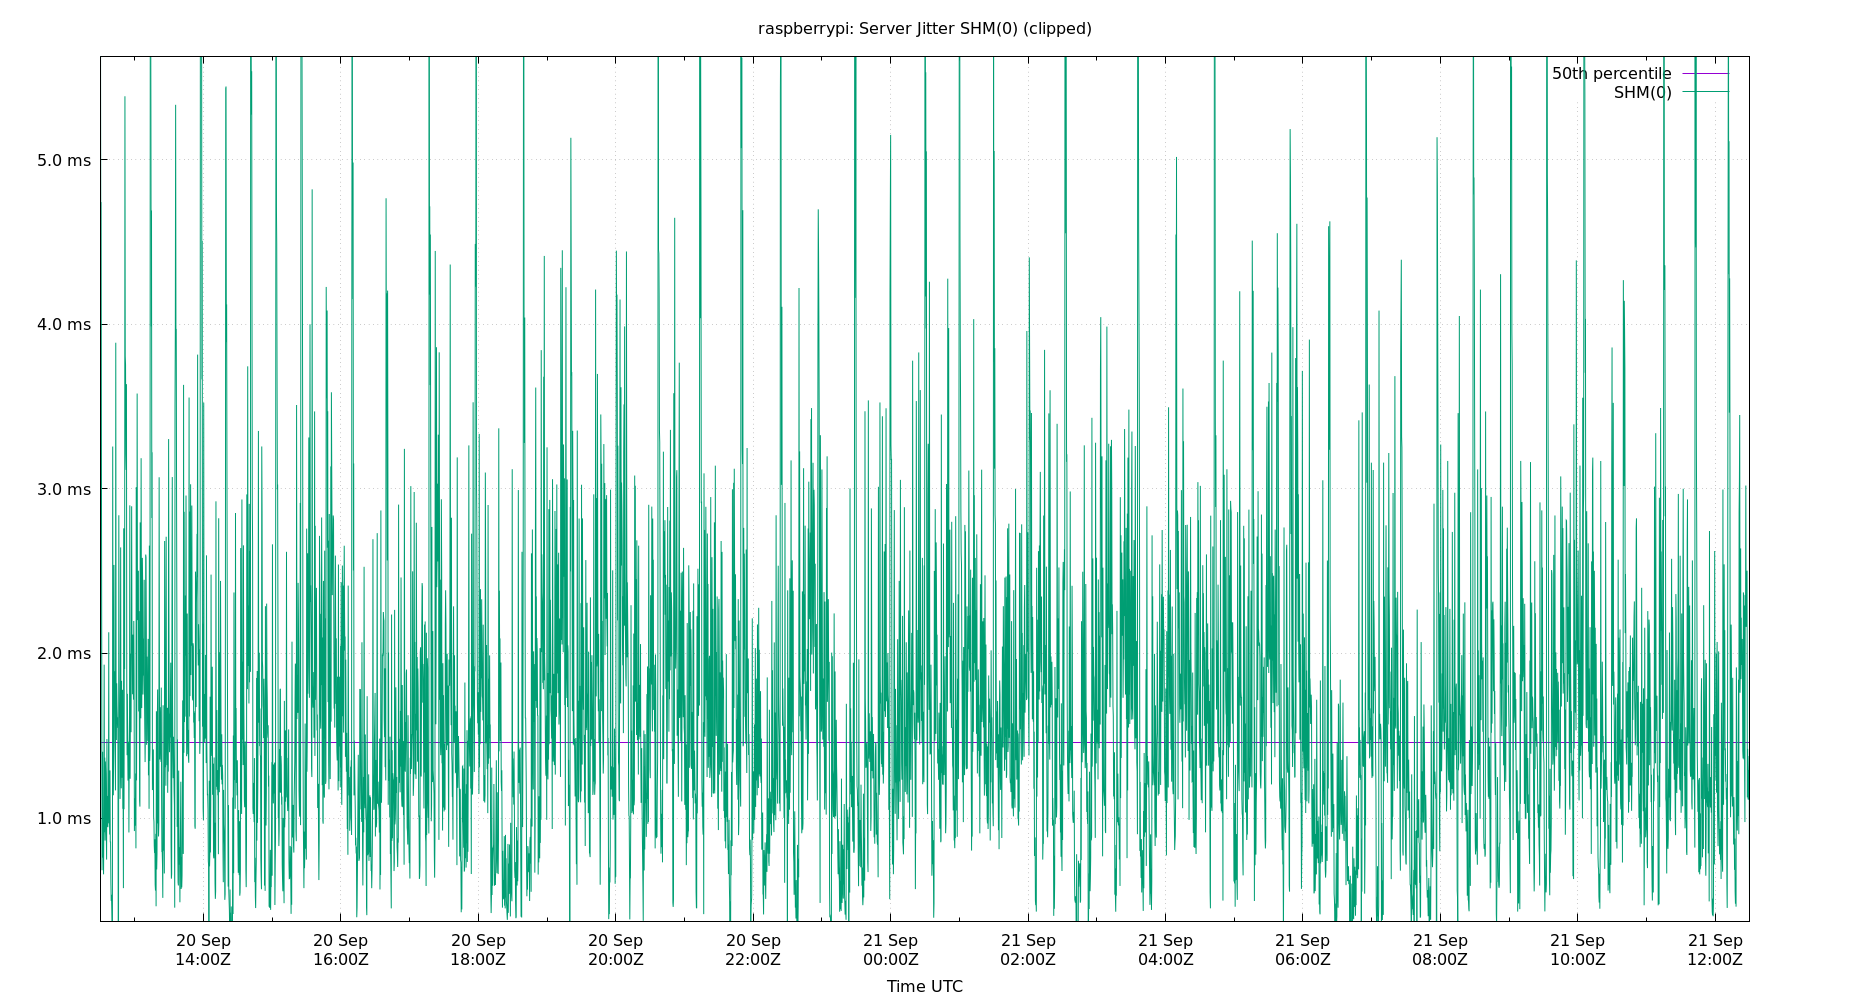 raspberrypi: Server Jitter SHM(0) (clipped)
50th percentile
SHM(0)
5.0 ms
4.0 ms
3.0 ms
2.0 ms
1.0 ms
20 Sep 20 Sep 20 Sep 20 Sep 20 Sep 21 Sep 21 Sep 21 Sep 21 Sep 21 Sep 21 Sep 21 Sep
14:00Z 16:00Z 18:00Z 20:00Z 22:00Z 00:00Z 02:00Z 04:00Z 06:00Z 08:00Z 10:00Z 12:00Z
Time UTC